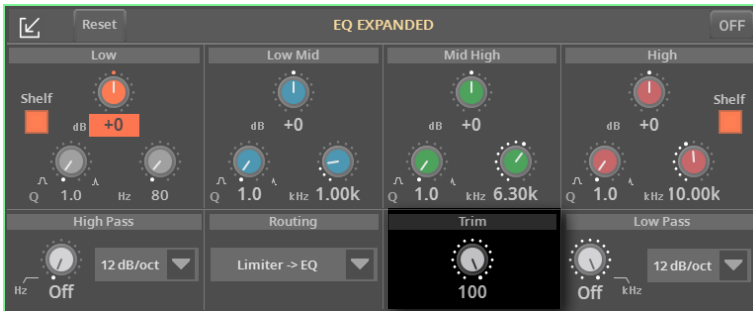 Reset EQ EXPANDED OFF
Low Low Mid Mid High High
Shelf Shelf
dB +0 dB +0 dB +0 dB +0
Q 1.0 Hz 80 Q 1.0 kHz 1.00k Q 1.0 kHz 6.30k Q 1.0 kHz 10.00k
High Pass Routing Trim Low Pass
12 dB/oct Limiter -> EQ 12 dB/oct
Hz Off 100 Off kHz